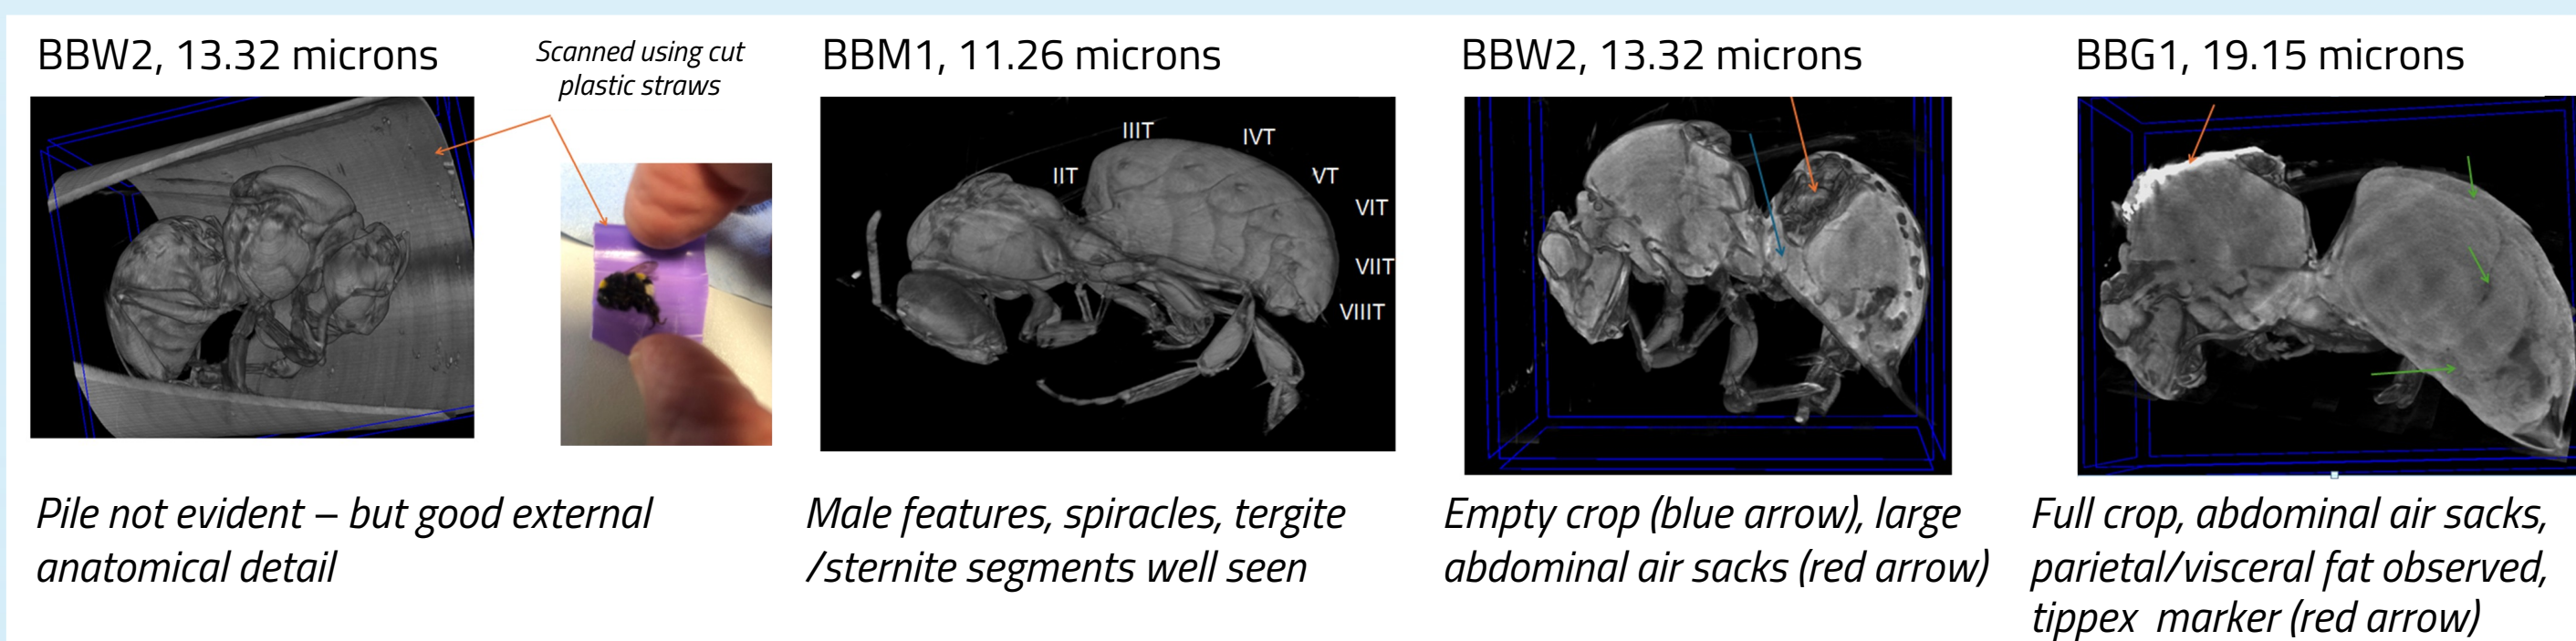 BBW2, 13.32 microns
Scanned using cut
plastic straws
Pile not evident – but good external
anatomical detail
BBM1, 11.26 microns
IIIT
IVT
IIT
VT
VIT
VIIT
VIIIT
Male features, spiracles, tergite
/sternite segments well seen
BBW2, 13.32 microns
Empty crop (blue arrow), large
abdominal air sacks (red arrow)
BBG1, 19.15 microns
Full crop, abdominal air sacks,
parietal/visceral fat observed,
tippex  marker (red arrow)